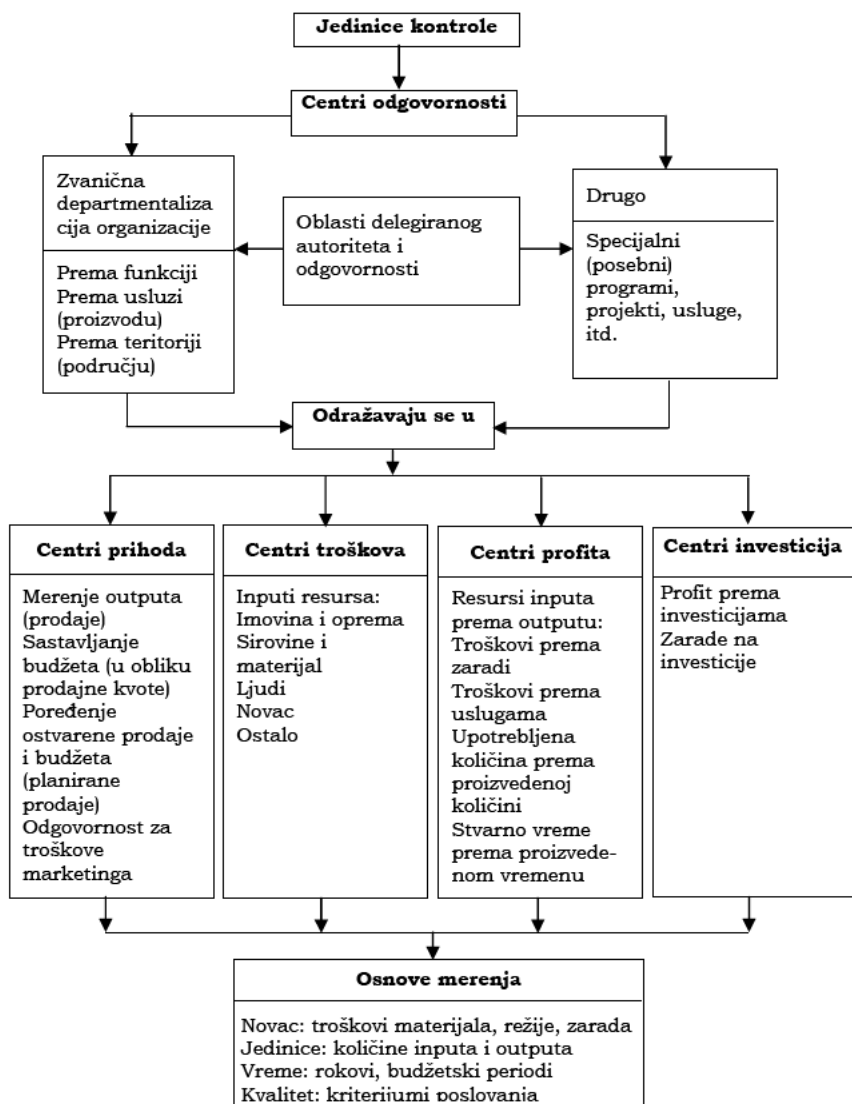 Jedinice kontrole
Centri odgovornosti
Zvanična
departmentaliza
cija organizacije
Prema funkciji
Prema usluzi
(proizvodu)
Prema teritoriji
(području)
Oblasti delegiranog
autoriteta i
odgovornosti
Drugo
Specijalni
(posebni)
programi,
projekti, usluge,
itd.
Odražavaju se u
Centri prihoda
Merenje outputa
(prodaje)
Sastavljanje
budžeta (u obliku
prodajne kvote)
Poređenje
ostvarene prodaje
i budžeta
(planirane
prodaje)
Odgovornost za
troškove
marketinga
Centri troškova
Inputi resursa:
Imovina i oprema
Sirovine i
materijal
Ljudi
Novac
Ostalo
Centri profita
Resursi inputa
prema outputu:
Troškovi prema
zaradi
Troškovi prema
uslugama
Upotrebljena
količina prema
proizvedenoj
količini
Stvarno vreme
prema proizvede-
nom vremenu
Centri investicija
Profit prema
investicijama
Zarade na
investicije
Osnove merenja
Novac: troškovi materijala, režije, zarada
Jedinice: količine inputa i outputa
Vreme: rokovi, budžetski periodi
Kvalitet: kriterijumi poslovanja